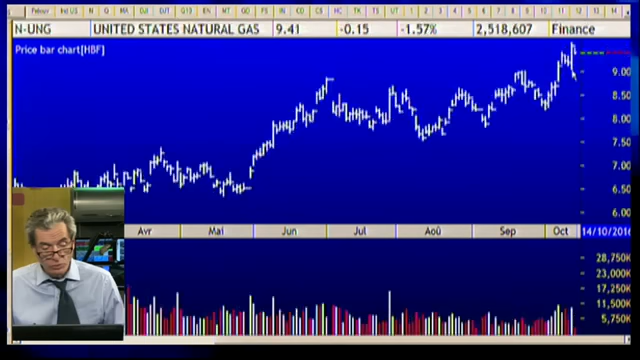 N-UNG UNITED STATES NATURAL GAS 9.41 -0.15 -1.57% 2,518,607 Finance
Price bar chart[HBF]
9.00
8.50
8.00
7.50
7.00
6.50
6.00
Avr Mai Jun Jul Aoû Sep Oct 14/10/2016
28,750K
23,000K
17,250K
11,500K
5,750K